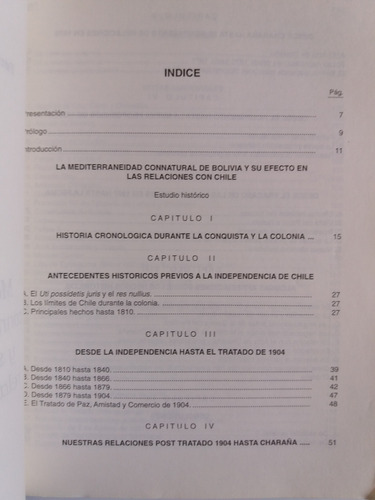 INDICE
Pág.
resentación 7
rólogo 9
troducción 11
LA MEDITERRANEIDAD CONNATURAL DE BOLIVIA Y SU EFECTO EN
LAS RELACIONES CON CHILE
Estudio histórico
CAPITULO I
HISTORIA CRONOLOGICA DURANTE LA CONQUISTA Y LA COLONIA ... 15
CAPITULO II
ANTECEDENTES HISTORICOS PREVIOS A LA INDEPENDENCIA DE CHILE
A. El Uti possidetis juris y el res nullius. 27
B. Los límites de Chile durante la colonia. 27
C. Principales hechos hasta 1810. 27
CAPITULO III
DESDE LA INDEPENDENCIA HASTA EL TRATADO DE 1904
A. Desde 1810 hasta 1840. 39
B. Desde 1840 hasta 1866. 41
C. Desde 1866 hasta 1879. 42
D. Desde 1879 hasta 1904. 47
E. El Tratado de Paz, Amistad y Comercio de 1904. 48
CAPITULO IV
NUESTRAS RELACIONES POST TRATADO 1904 HASTA CHARAÑA ..... 51